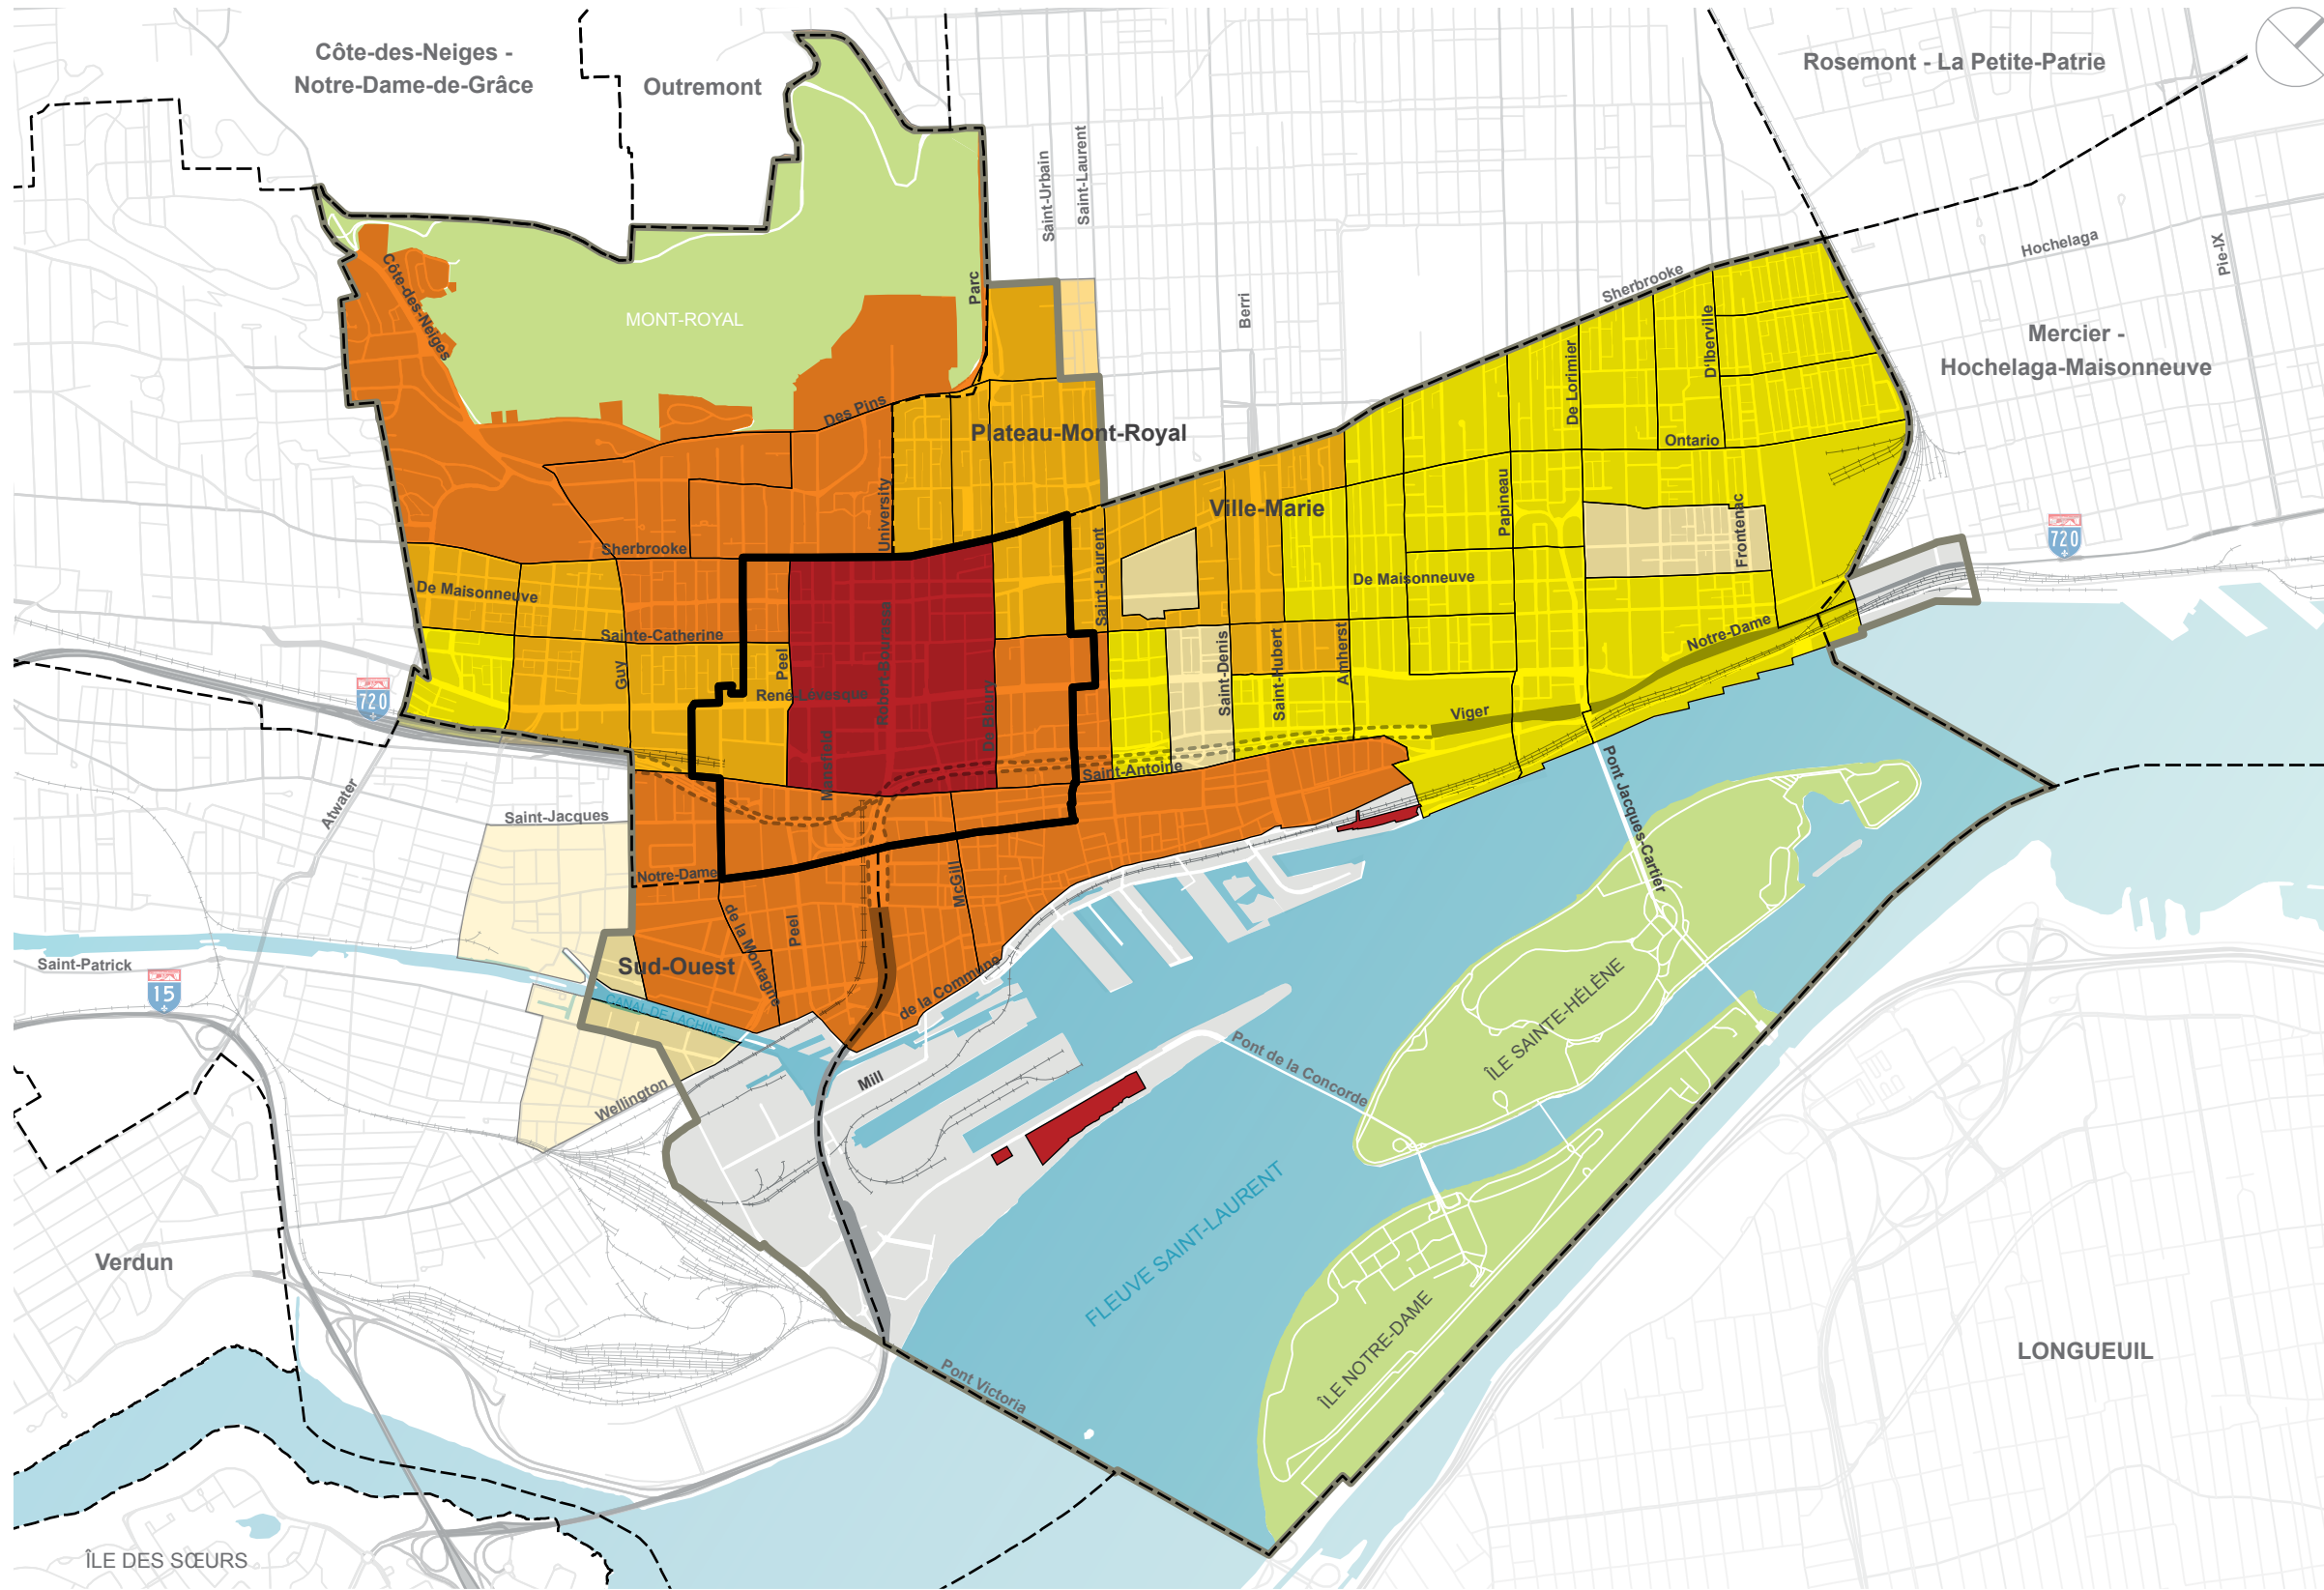 Côte-des-Neiges -
Notre-Dame-de-Grâce
Outremont
Rosemont - La Petite-Patrie
Saint-Urbain
Saint-Laurent
Hochelaga
Pie-IX
Côte-des-Neiges
Parc
Berri
Sherbrooke
MONT-ROYAL
D'Iberville
De Lorimier
Mercier -
Hochelaga-Maisonneuve
Des Pins
Plateau-Mont-Royal
Ontario
University
Ville-Marie
Papineau
Frontenac
720
Sherbrooke
Saint-Laurent
De Maisonneuve
De Maisonneuve
Sainte-Catherine
Robert-Bourassa
Guy
Peel
Saint-Denis
Saint-Hubert
Amherst
Notre-Dame
720
René-Lévesque
De Bleury
Viger
Mansfield
Saint-Antoine
Pont Jacques-Cartier
Atwater
Saint-Jacques
Notre-Dame
McGill
de la Montagne
Peel
Saint-Patrick
15
Sud-Ouest
de la Commune
CANAL DE LACHINE
ÎLE SAINTE-HÉLÈNE
Pont de la Concorde
Mill
Wellington
FLEUVE SAINT-LAURENT
Verdun
ÎLE NOTRE-DAME
LONGUEUIL
Pont Victoria
ÎLE DES SŒURS